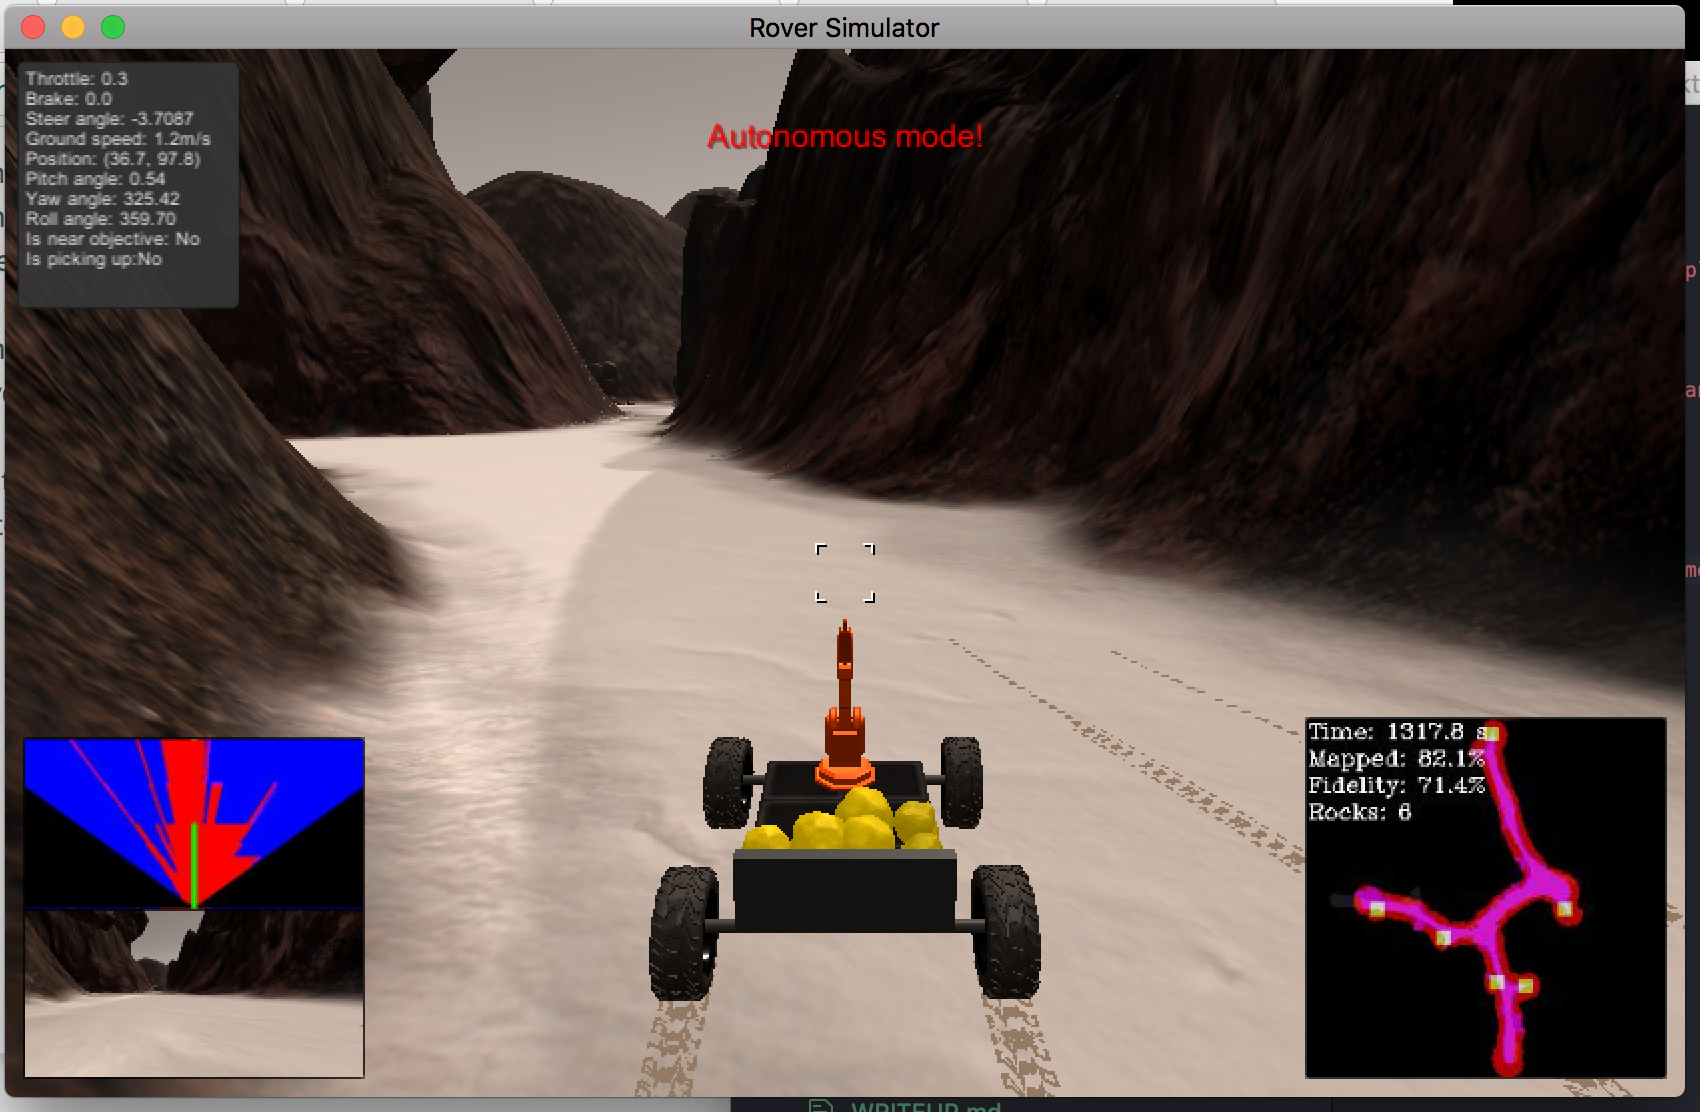 Rover Simulator
Throttle: 0.3
Brake: 0.0
Steer angle: -3.7087
Ground speed: 1.2m/s
Position: (36.7, 97.8)
Pitch angle: 0.54
Yaw angle: 325.42
Roll angle: 359.70
Is near objective: No
Is picking up:No
Autonomous mode!
Time: 1317.8 s
Mapped: 82.1%
Fidelity: 71.4%
Rocks: 6
WRITEUP.md